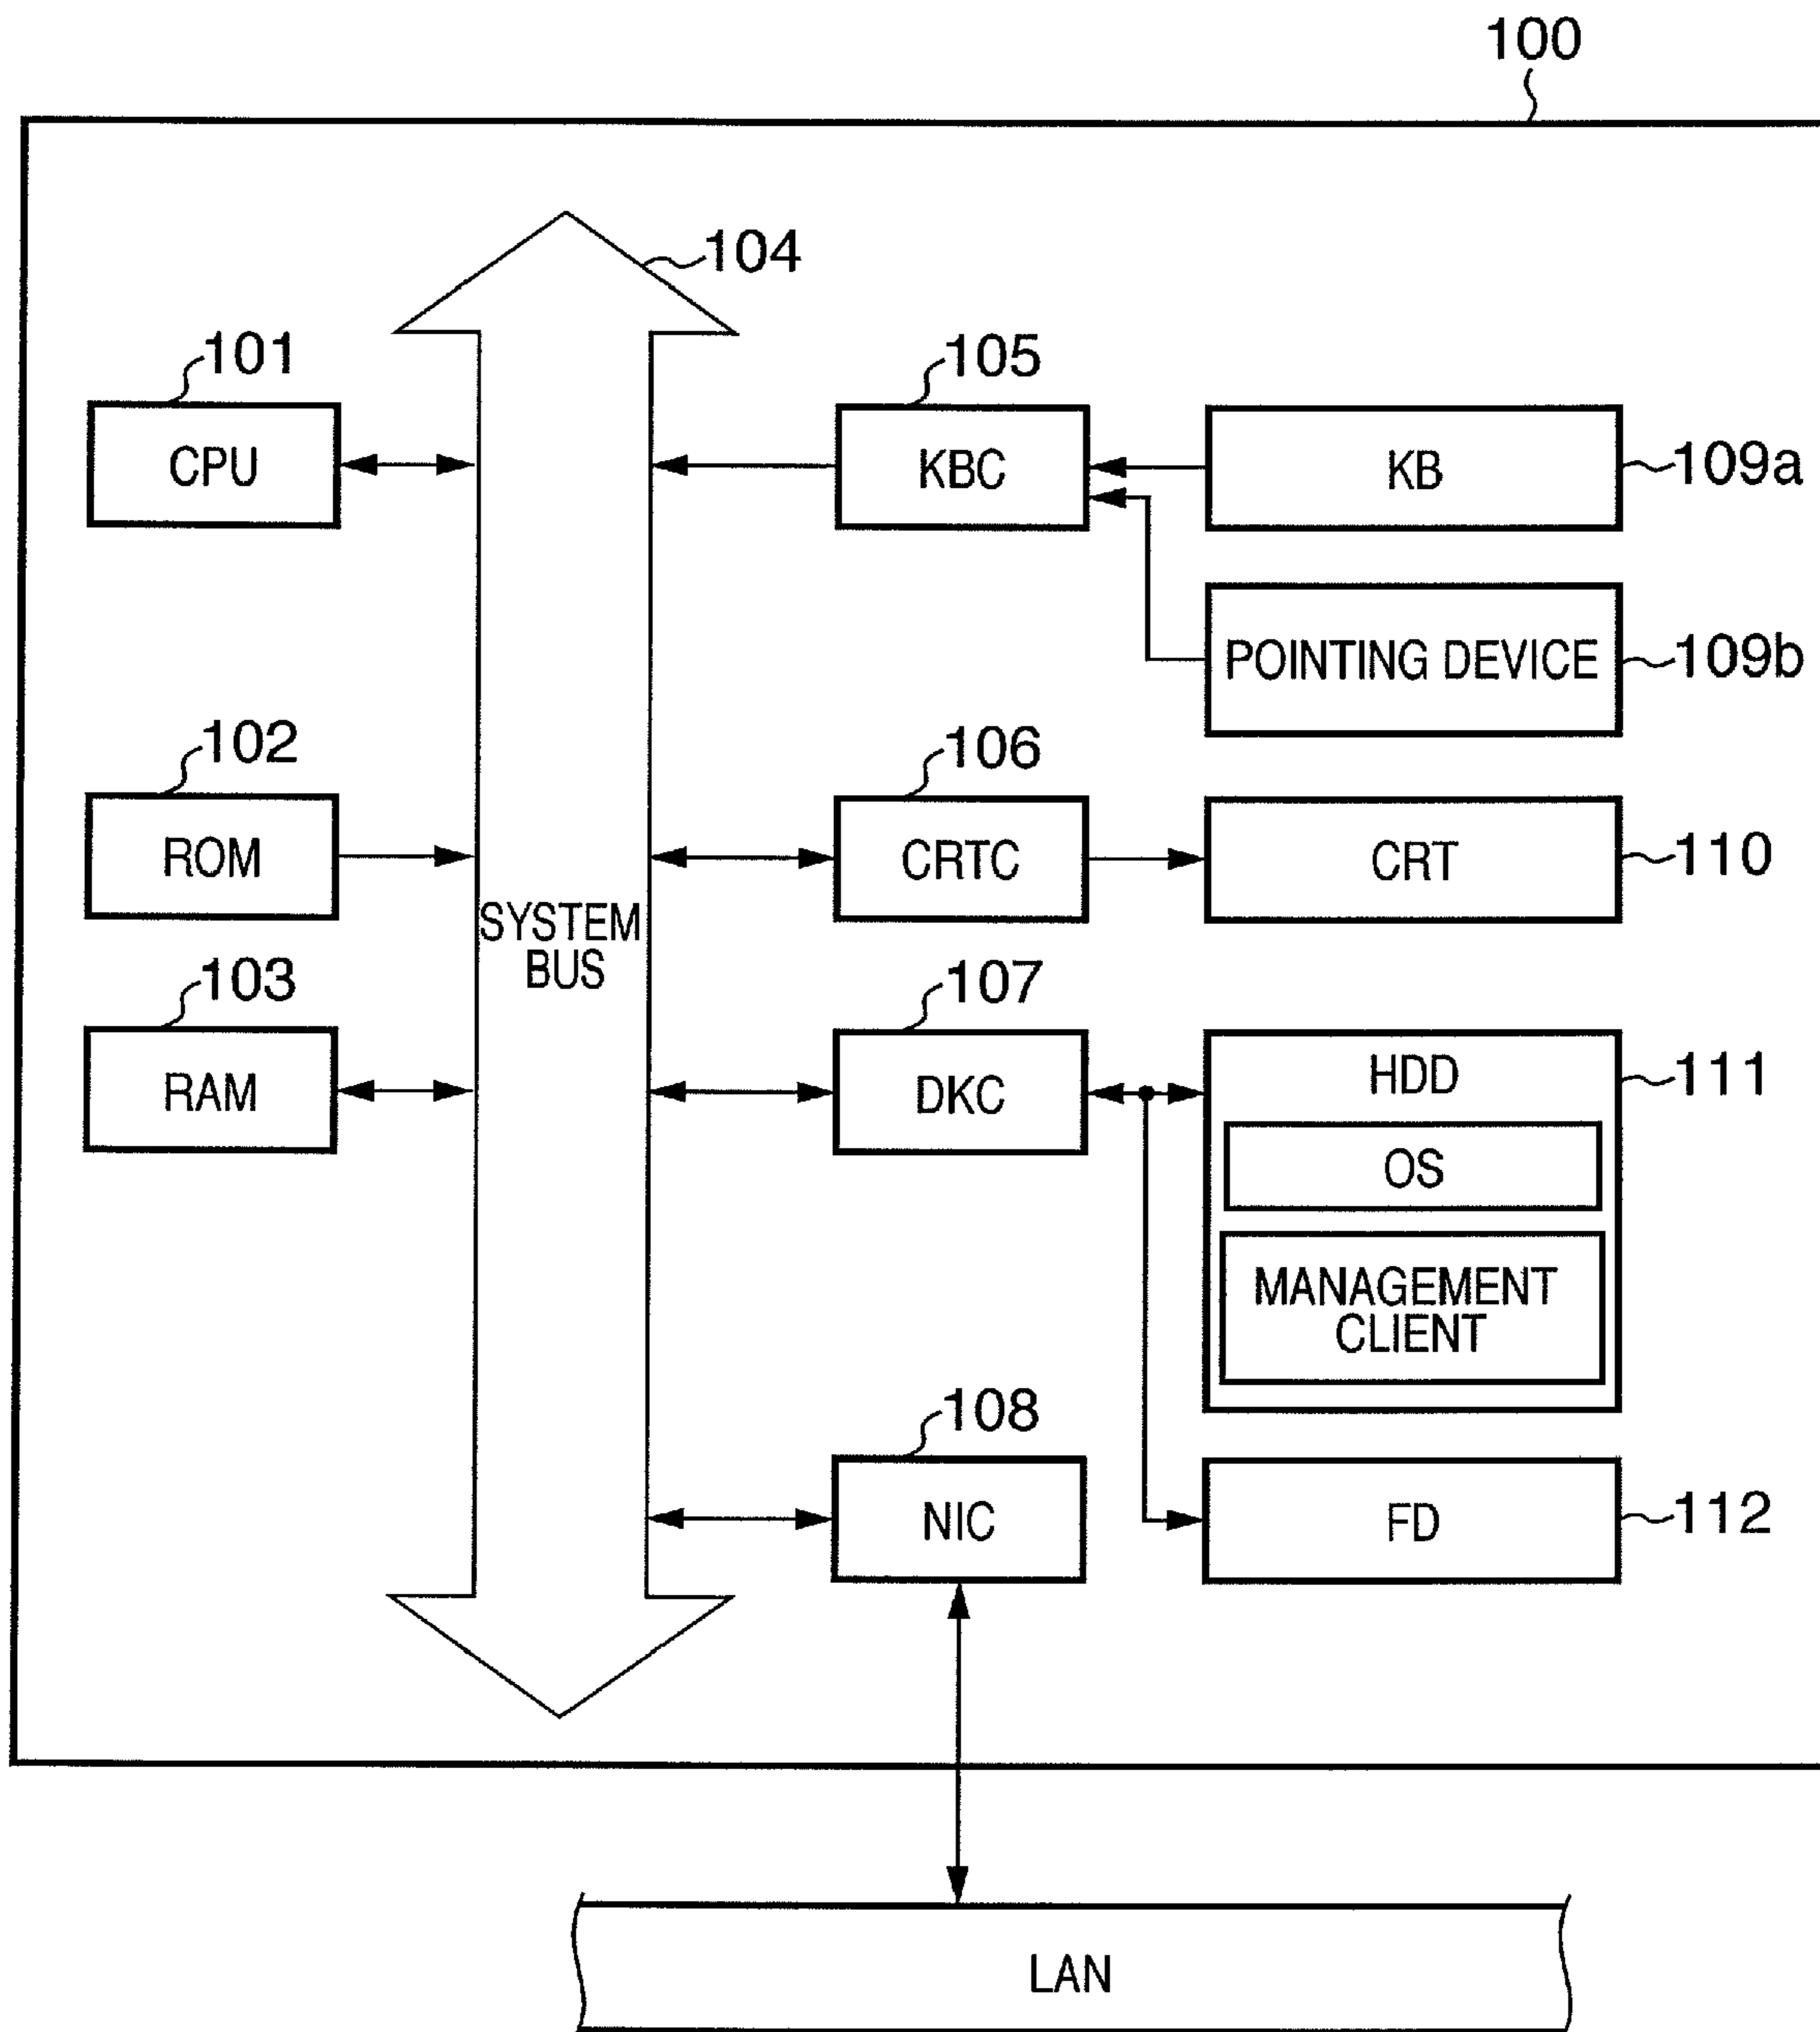 100
104
101
CPU
105
KBC
KB
109a
POINTING DEVICE
109b
102
ROM
106
CRTC
CRT
110
SYSTEM
BUS
103
RAM
107
DKC
HDD
111
OS
MANAGEMENT
CLIENT
108
NIC
FD
112
LAN